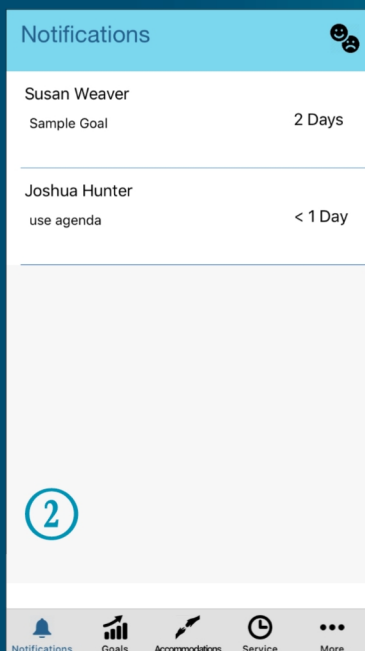 Notifications
Susan Weaver
Sample Goal
2 Days
Joshua Hunter
use agenda
< 1 Day
2
Notifications
Goals
Accommodations
Service
More